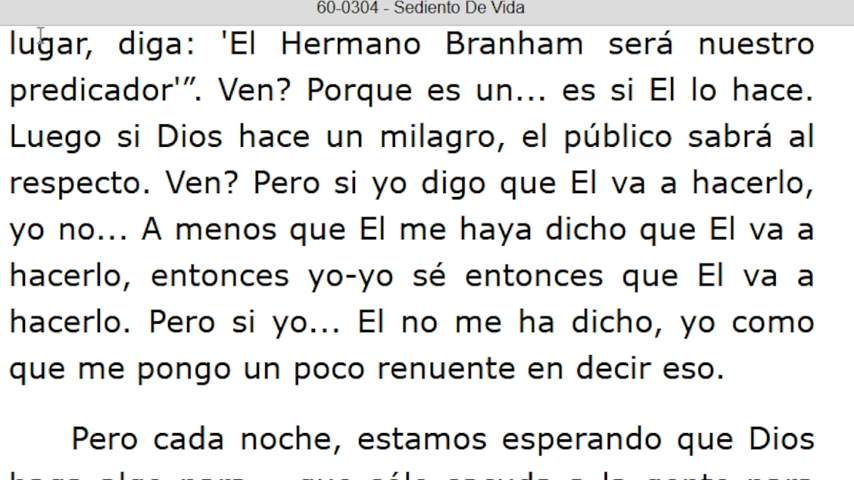 60-0304 - Sediento De Vida
lugar, diga: 'El Hermano Branham será nuestro
predicador'”. Ven? Porque es un... es si El lo hace.
Luego si Dios hace un milagro, el público sabrá al
respecto. Ven? Pero si yo digo que El va a hacerlo,
yo no... A menos que El me haya dicho que El va a
hacerlo, entonces yo-yo sé entonces que El va a
hacerlo. Pero si yo... El no me ha dicho, yo como
que me pongo un poco renuente en decir eso.
Pero cada noche, estamos esperando que Dios